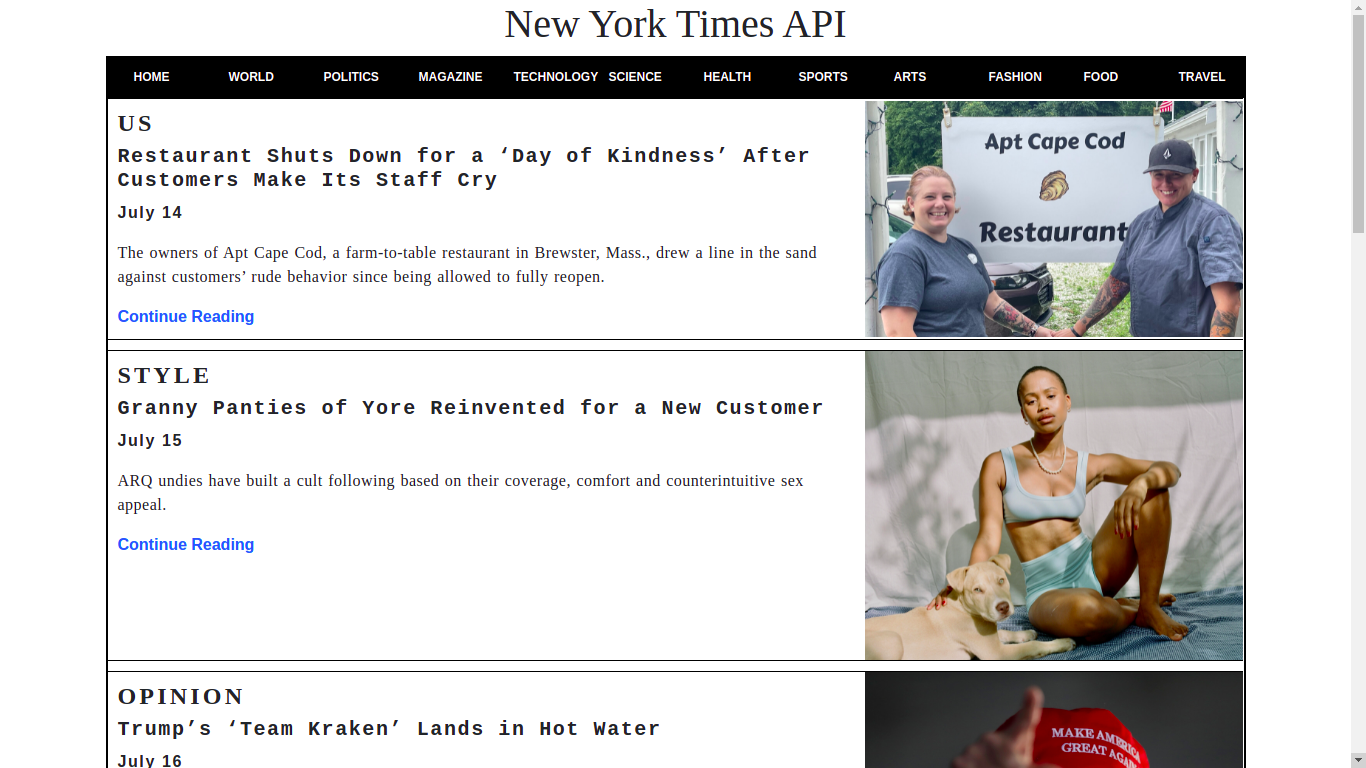 New York Times API
HOME WORLD POLITICS MAGAZINE TECHNOLOGY SCIENCE HEALTH SPORTS ARTS FASHION FOOD TRAVEL
US
Restaurant Shuts Down for a ‘Day of Kindness’ After
Customers Make Its Staff Cry
July 14
The owners of Apt Cape Cod, a farm-to-table restaurant in Brewster, Mass., drew a line in the sand
against customers’ rude behavior since being allowed to fully reopen.
Continue Reading
Apt Cape Cod
Restaurant
STYLE
Granny Panties of Yore Reinvented for a New Customer
July 15
ARQ undies have built a cult following based on their coverage, comfort and counterintuitive sex
appeal.
Continue Reading
OPINION
Trump’s ‘Team Kraken’ Lands in Hot Water
July 16
MAKE AMERICA
GREAT AGAIN